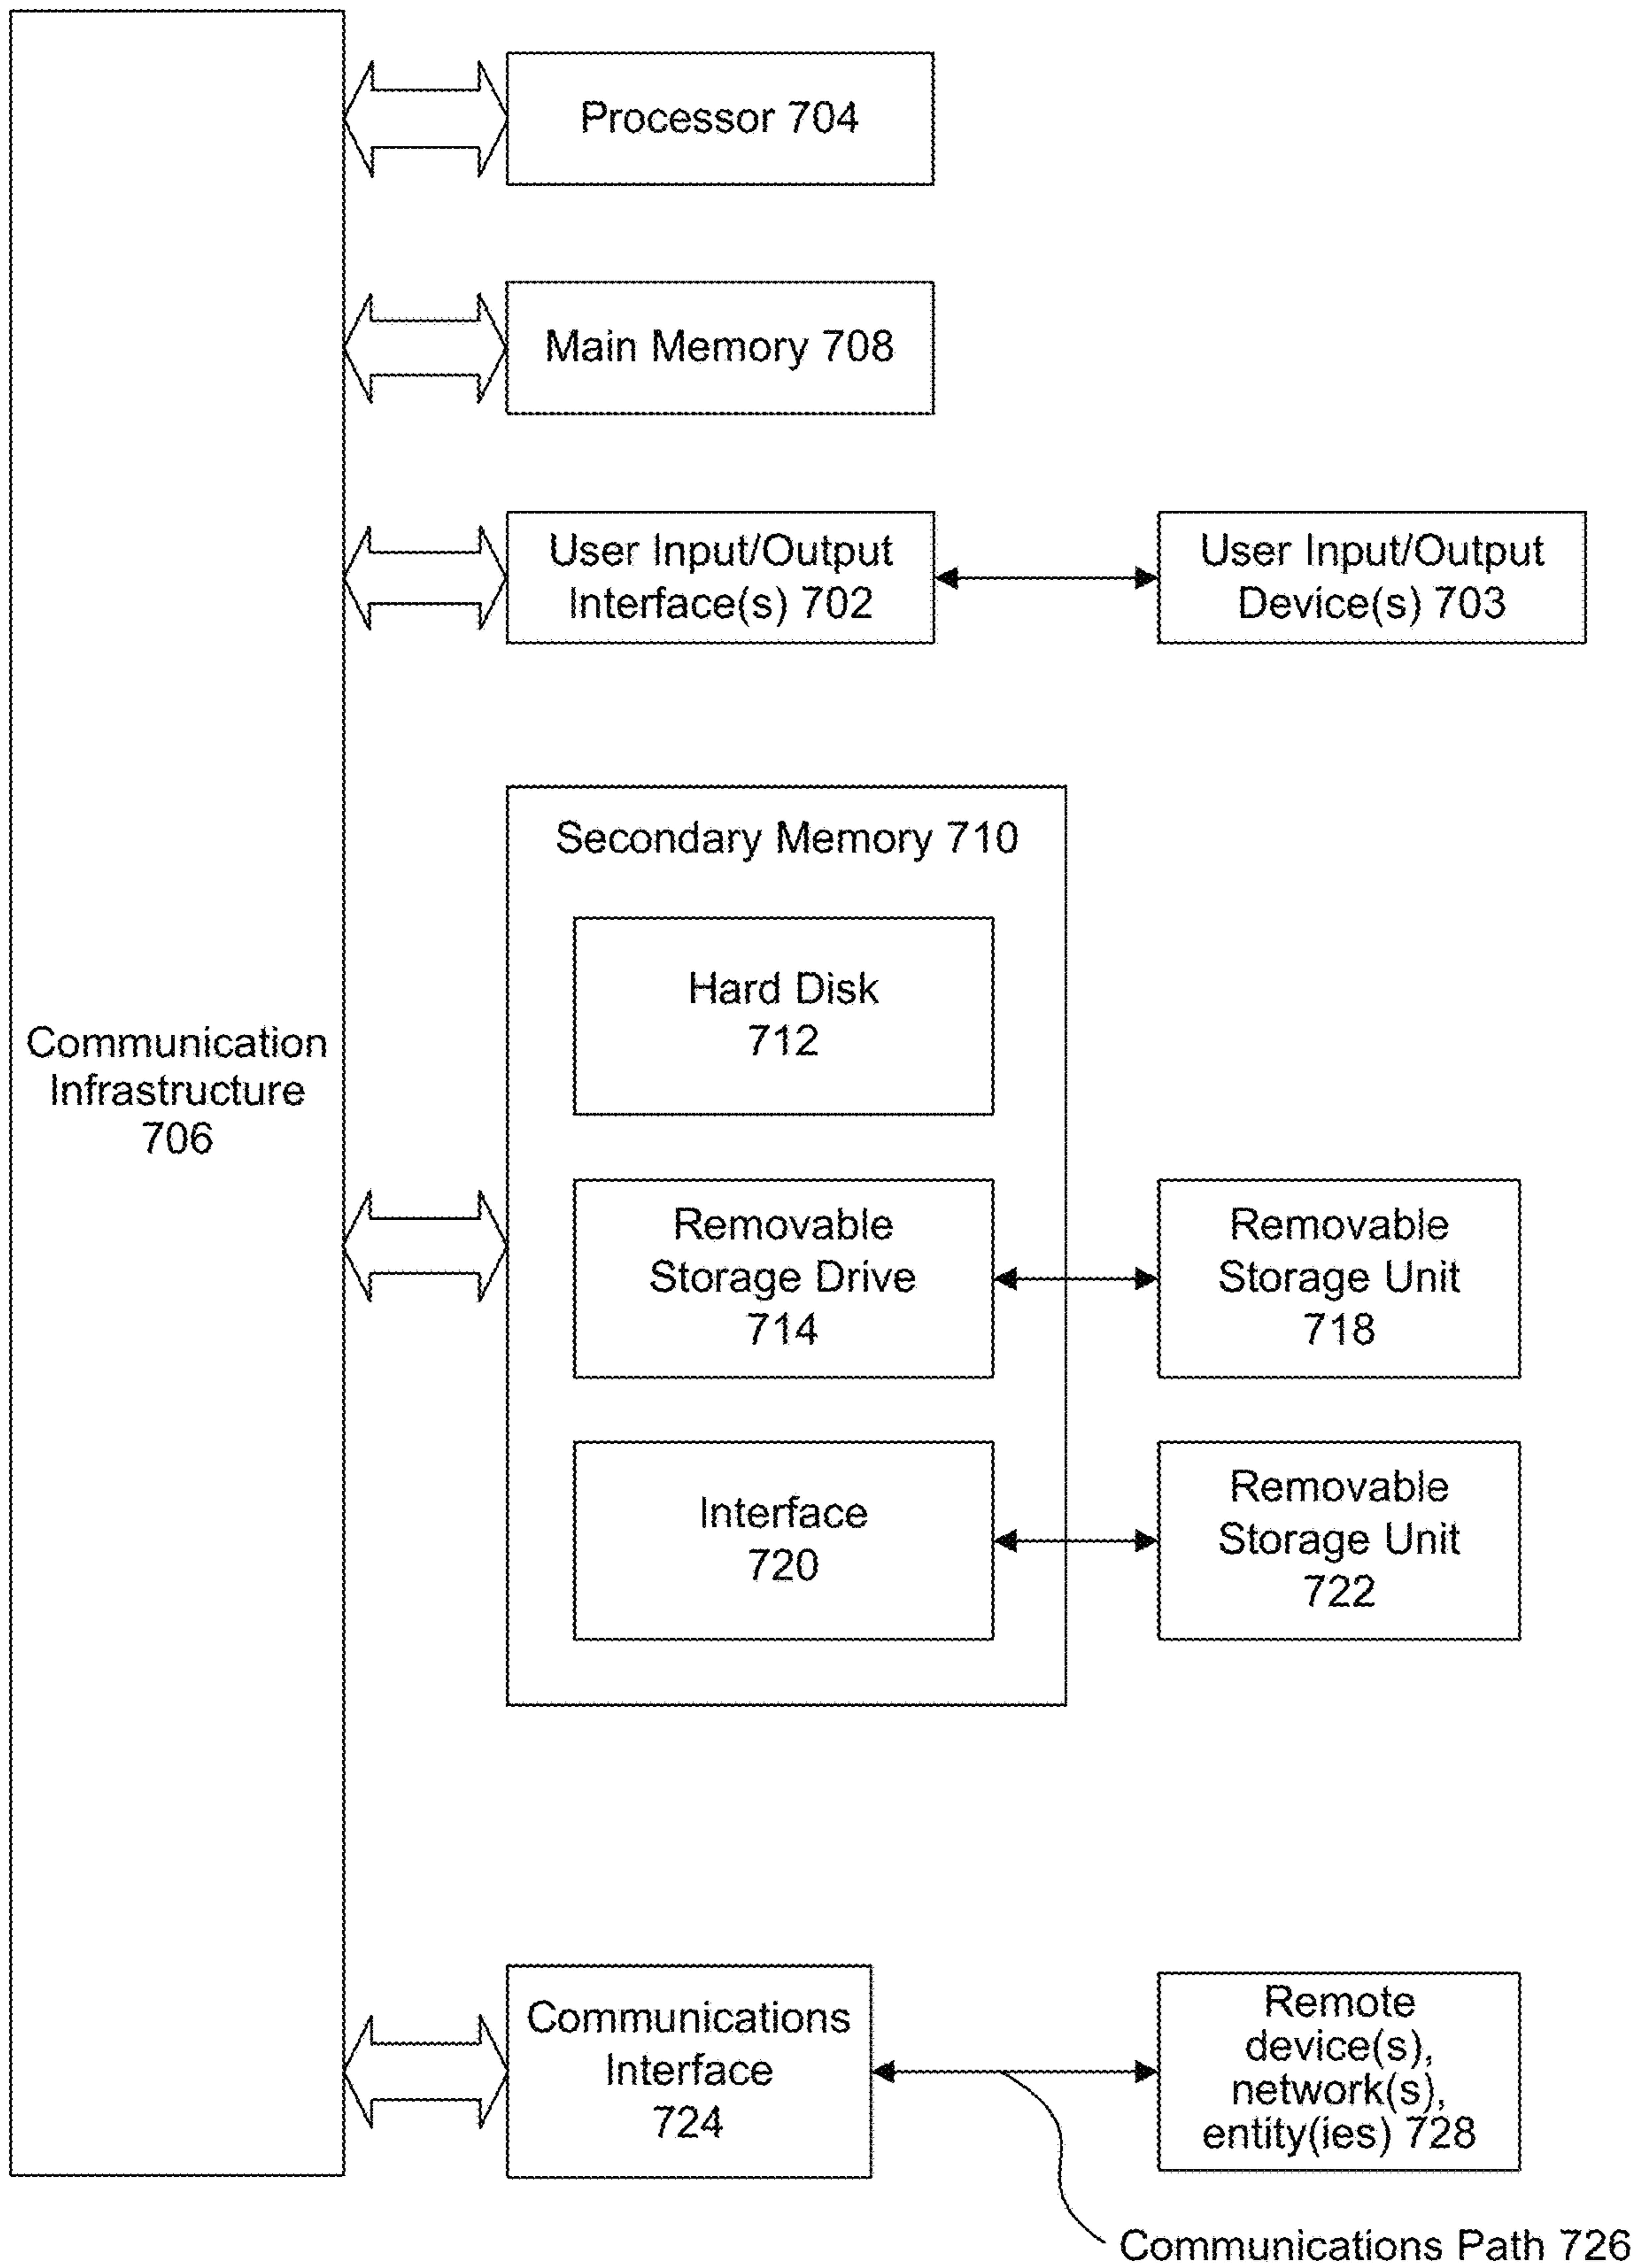 Processor 704
Main Memory 708
User Input/Output
Interface(s) 702
User Input/Output
Device(s) 703
Secondary Memory 710
Hard Disk
712
Communication
Infrastructure
706
Removable
Storage Drive
714
Removable
Storage Unit
718
Interface
720
Removable
Storage Unit
722
Communications
Interface
724
Remote
device(s),
network(s),
entity(ies) 728
Communications Path 726